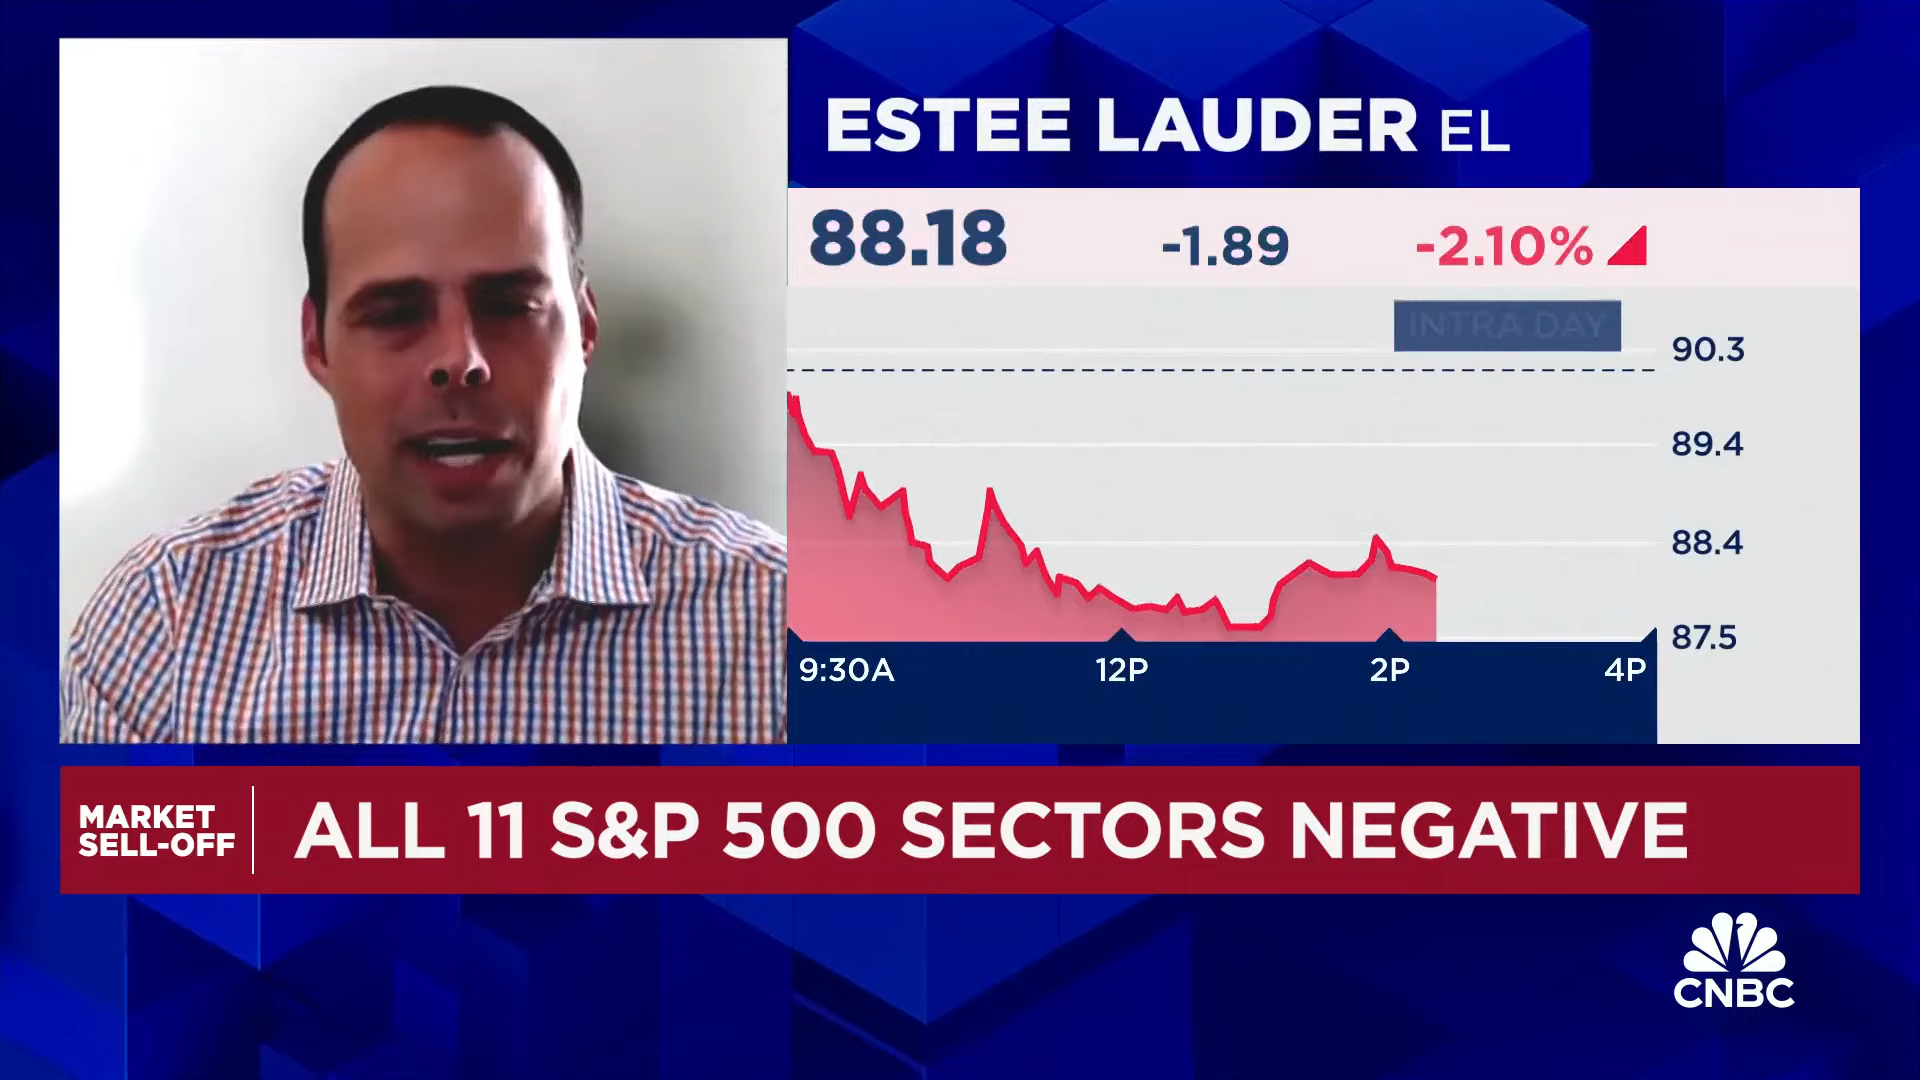 ESTEE LAUDER EL
88.18 -1.89 -2.10%
INTRA DAY
90.3
89.4
88.4
87.5
9:30A 12P 2P 4P
MARKET
SELL-OFF
ALL 11 S&P 500 SECTORS NEGATIVE
CNBC